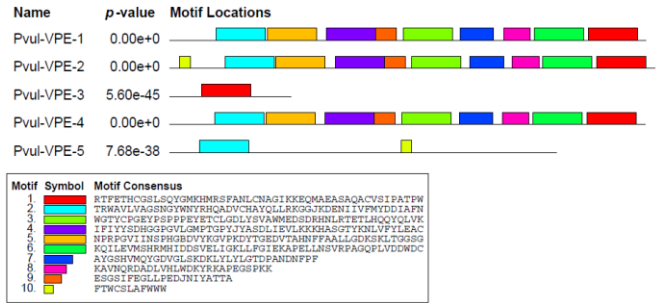 Name p-value Motif Locations
Pvul-VPE-1 0.00e+0
Pvul-VPE-2 0.00e+0
Pvul-VPE-3 5.60e-45
Pvul-VPE-4 0.00e+0
Pvul-VPE-5 7.68e-38
Motif Symbol Motif Consensus
1. RTFETHCGSLSQYGMKHMRSFANLCNAGIKKEQMAEASAQACVSIPATPW
2. TRWAVLVAGSNGYWNYRHQADVCHAYQLLRKGGJKDENIIVFMYDDIAFN
3. WGTYCPGEYPSPPPEYETCLGDLYSVAWMEDSDRHNLRTETLHQQYQLVK
4. IFIYYSDHGGPGVLGMPTGPYJYASDLIEVLKKKHASGTYKNLVFYLEAC
5. NPRPGVIINSPHGBDVYKGVPKDYTGEDVTAHNFFAALLGDKSKLTGGSG
6. KQILEVMSHRMHIDDSVELIGKLLFGIEKAPELLNSVRPAGQPLVDDWDC
7. AYGSHVMQYGDVGLSKDKLYLYLGTDPANDNFPF
8. KAVNQRDADLVHLWDKYRKAPEGSPKK
9. ESGSIFEGLLPEDJNIYATTA
10. FTWCSLAFWWW